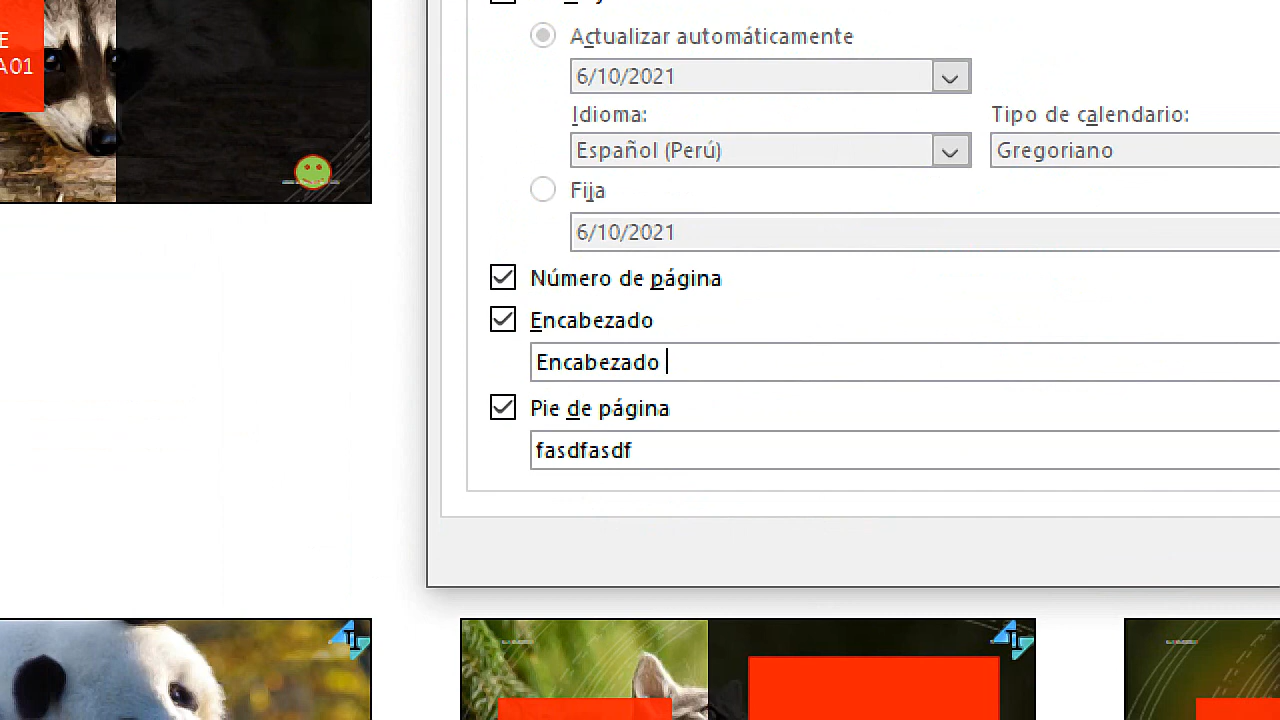 E
A01
Actualizar automáticamente
6/10/2021
Idioma:
Tipo de calendario:
Español (Perú)
Gregoriano
Fija
6/10/2021
Número de página
Encabezado
Encabezado
Pie de página
fasdfasdf